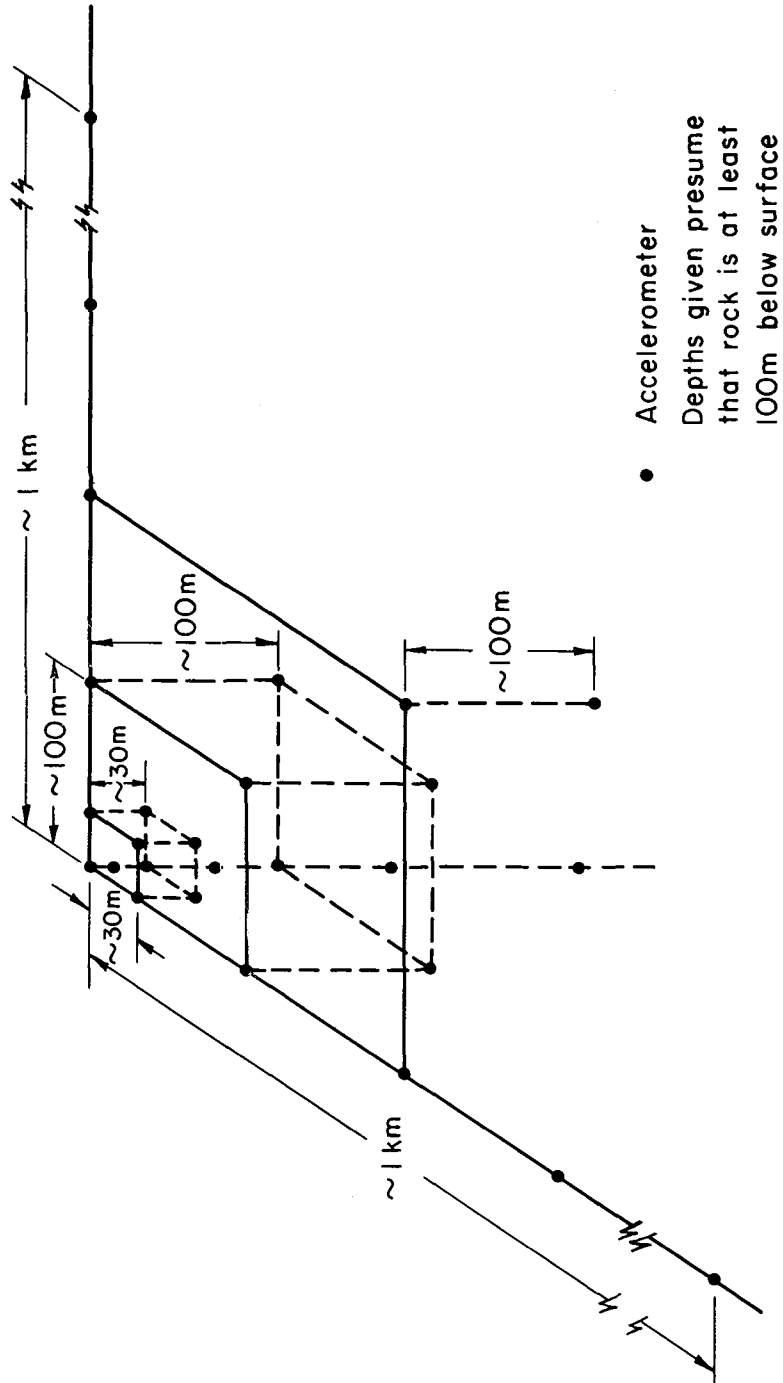 ~ 1 km
~100m
~30m
~100m
~30m
~100m
~ 1 km
• Accelerometer
Depths given presume
that rock is at least
100m below surface